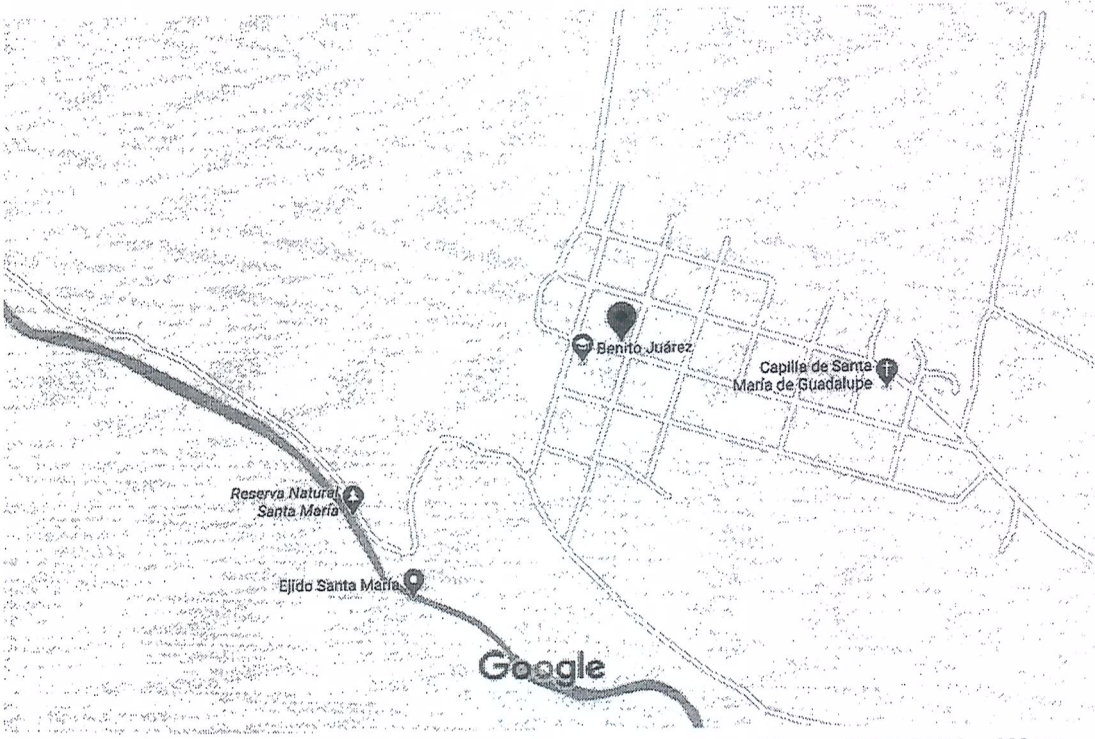 Benito Juárez
Capilla de Santa
María de Guadalupe
Reserva Natural
Santa María
Ejido Santa María
Google